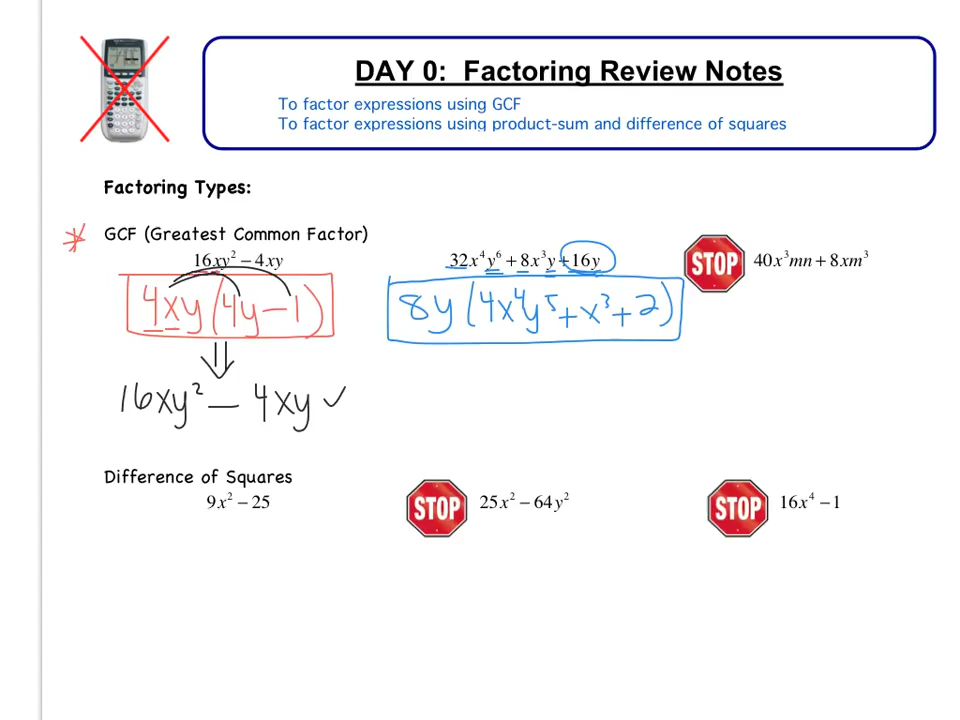 DAY 0: Factoring Review Notes
To factor expressions using GCF
To factor expressions using product-sum and difference of squares
Factoring Types:
* GCF (Greatest Common Factor)
16xy² − 4xy
32x⁴y⁶ + 8x³y + 16y
STOP 40x³mn + 8xm³
4xy(4y − 1)
8y(4x⁴y⁵ + x³ + 2)
16xy² − 4xy ✓
Difference of Squares
9x² − 25
STOP 25x² − 64y²
STOP 16x⁴ − 1